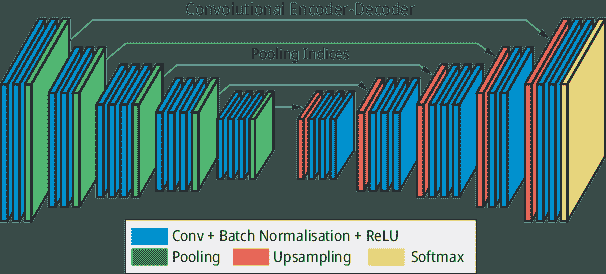 Convolutional Encoder-Decoder
Pooling Indices
Conv + Batch Normalisation + ReLU
Pooling Upsampling Softmax